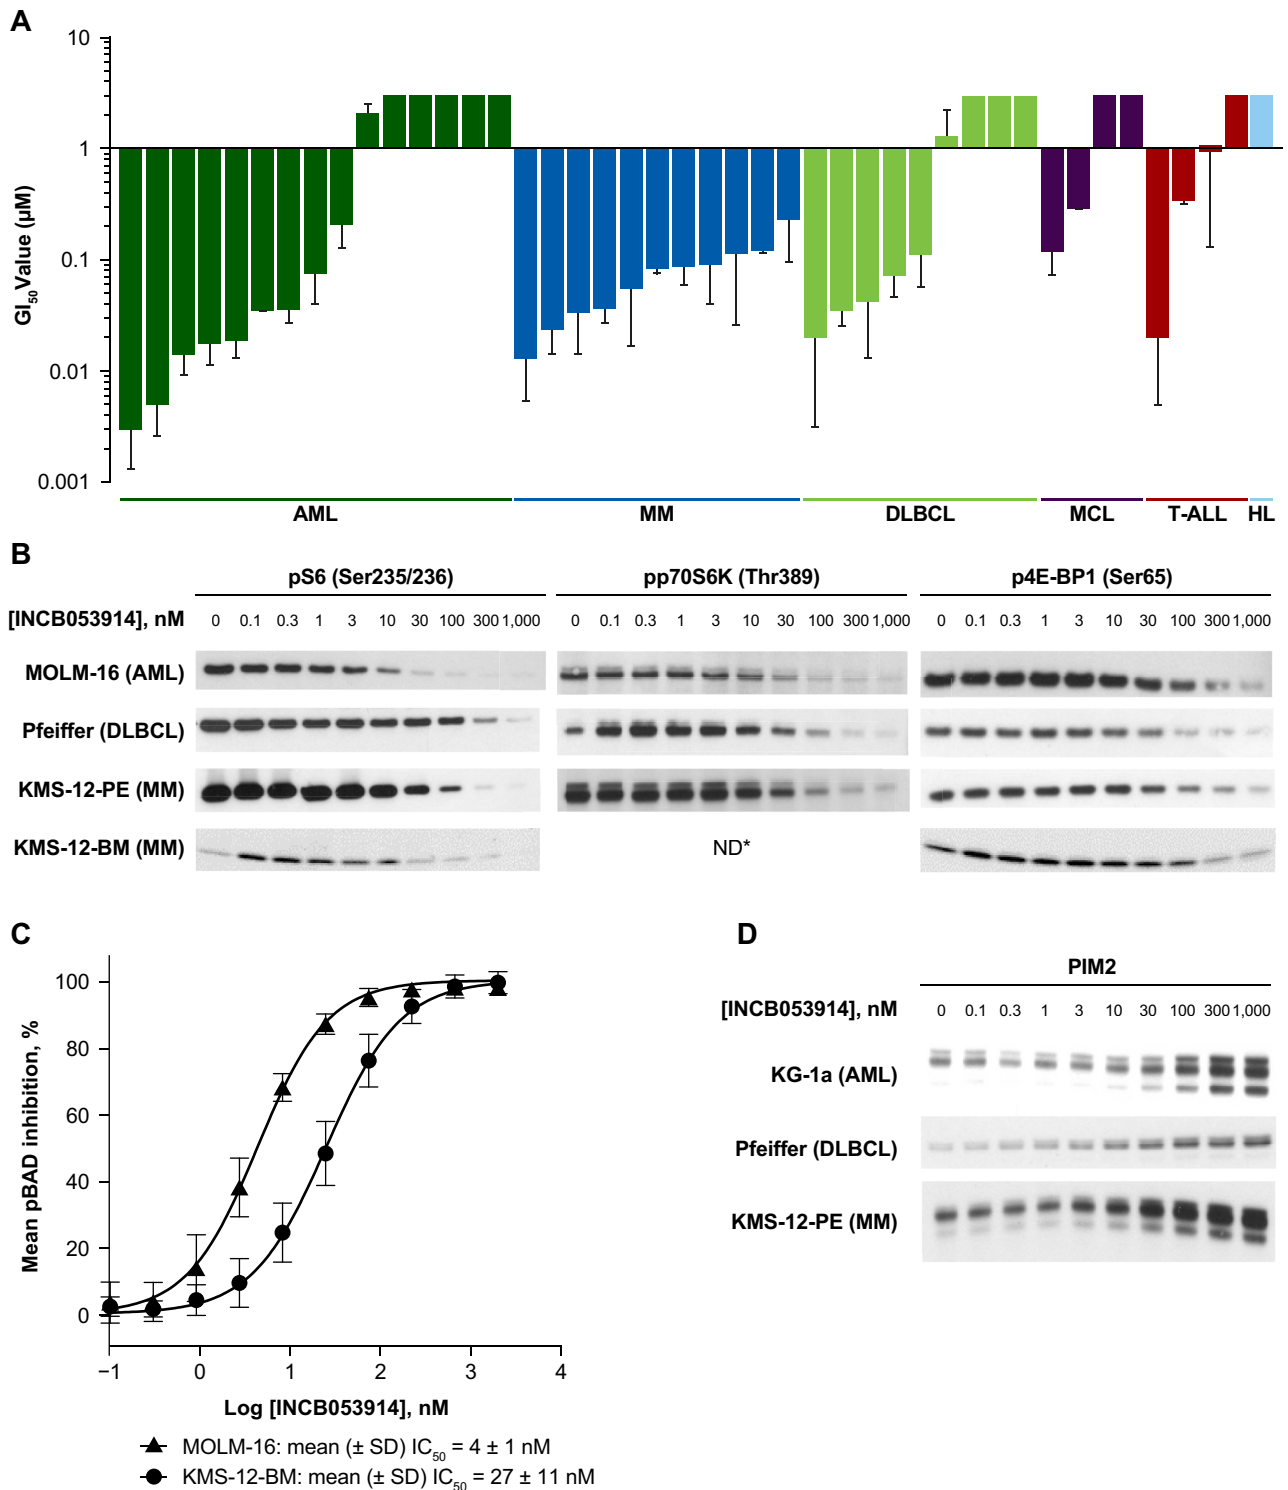 A
10
1
0.1
0.01
0.001
GI50 Value (µM)
AML MM DLBCL MCL T-ALL HL
B
pS6 (Ser235/236) pp70S6K (Thr389) p4E-BP1 (Ser65)
[INCB053914], nM 0 0.1 0.3 1 3 10 30 100 300 1,000 0 0.1 0.3 1 3 10 30 100 300 1,000 0 0.1 0.3 1 3 10 30 100 300 1,000
MOLM-16 (AML)
Pfeiffer (DLBCL)
KMS-12-PE (MM)
KMS-12-BM (MM) ND*
C
100
80
60
40
20
0
Mean pBAD inhibition, %
−1 0 1 2 3 4
Log [INCB053914], nM
MOLM-16: mean (± SD) IC50 = 4 ± 1 nM
KMS-12-BM: mean (± SD) IC50 = 27 ± 11 nM
D
PIM2
[INCB053914], nM 0 0.1 0.3 1 3 10 30 100 300 1,000
KG-1a (AML)
Pfeiffer (DLBCL)
KMS-12-PE (MM)